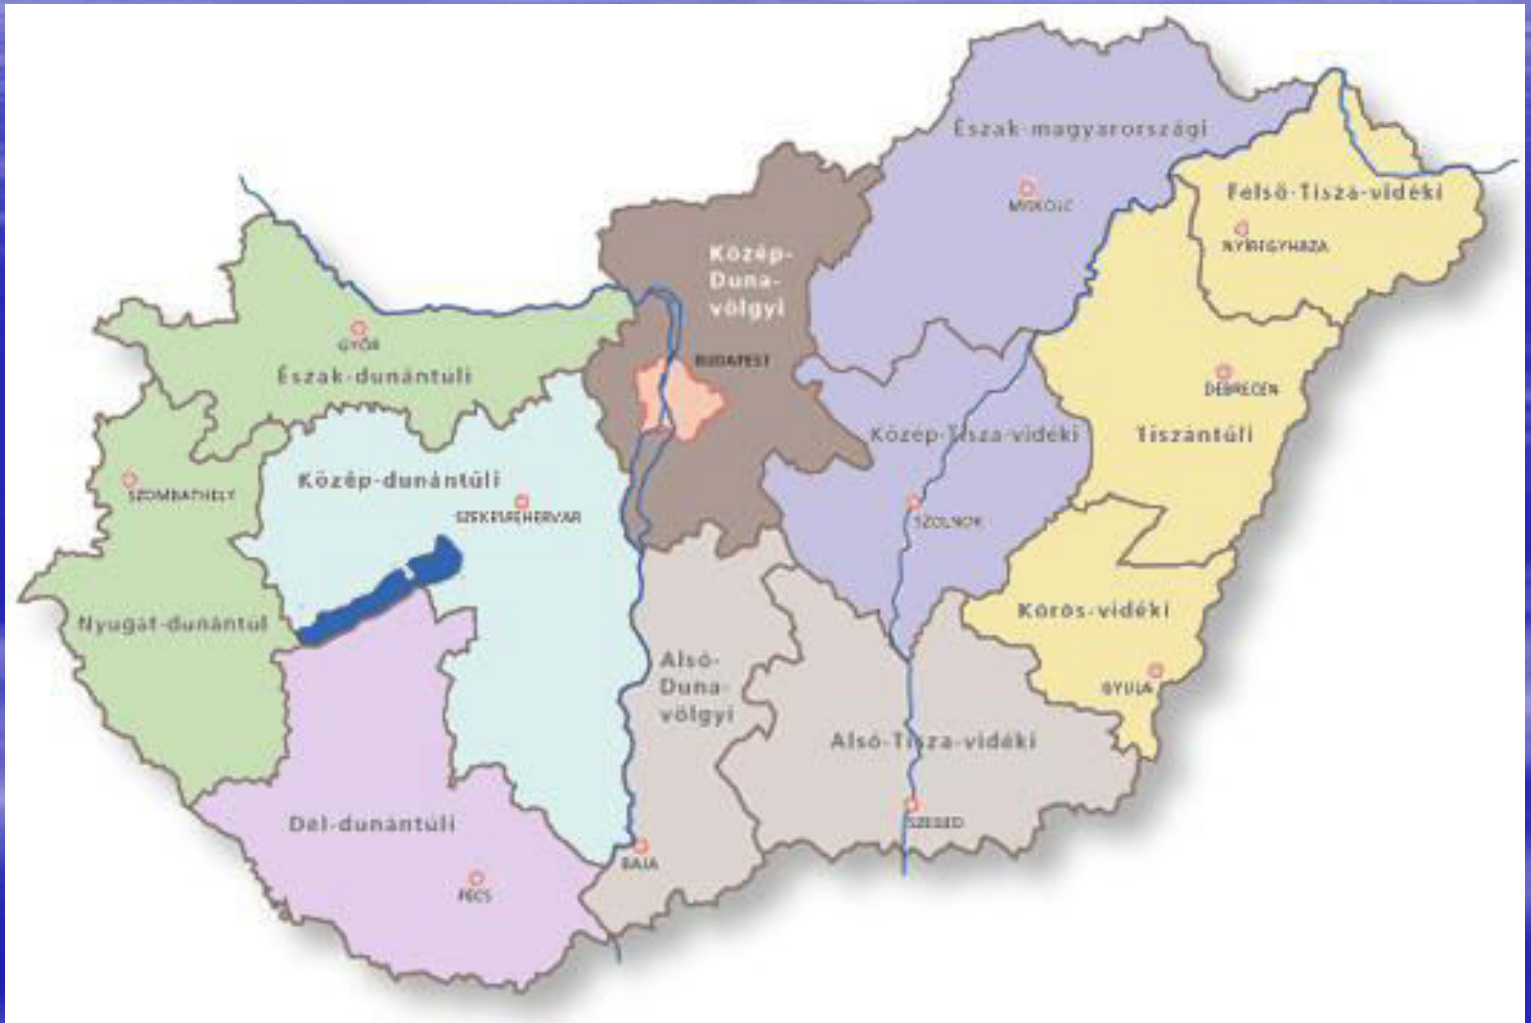 Észak-magyarországi
MISKOLC
Felső-Tisza-vidéki
NYÍREGYHÁZA
Közép-
Duna-
völgyi
BUDAPEST
GYŐR
Észak-dunántúli
DEBRECEN
Tiszántúli
Közép-Tisza-vidéki
SZOLNOK
Közép-dunántúli
SZÉKESFEHÉRVÁR
SZOMBATHELY
Nyugat-dunántúl
Körös-vidéki
GYULA
Alsó-
Duna-
völgyi
Alsó-Tisza-vidéki
SZEGED
Dél-dunántúli
BAJA
PÉCS